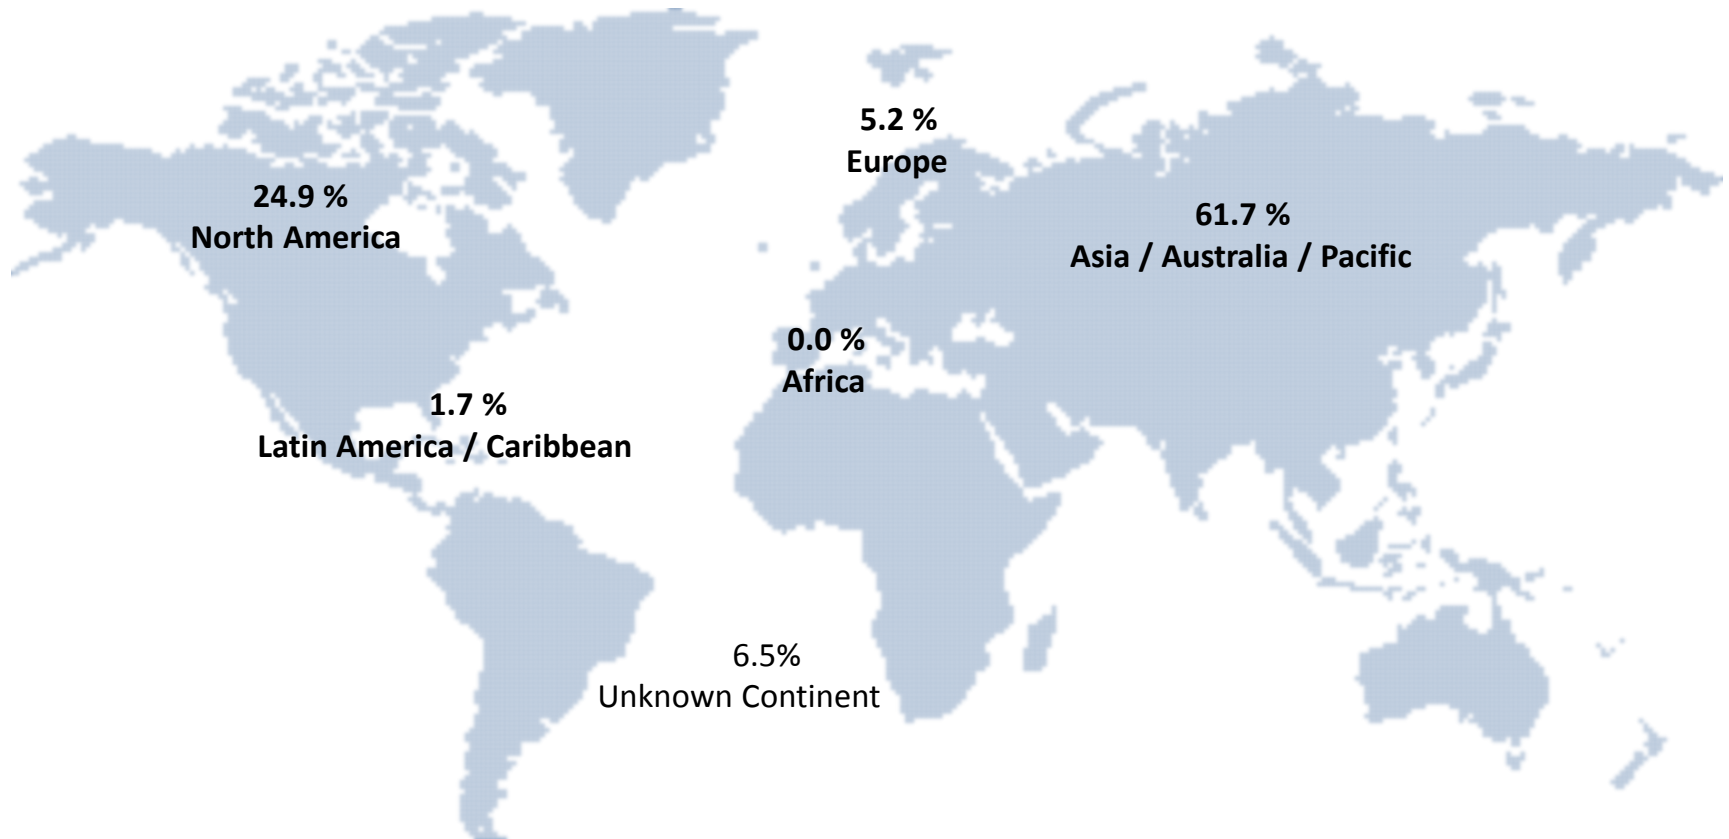 5.2 %
Europe
24.9 %
North America
61.7 %
Asia / Australia / Pacific
0.0 %
Africa
1.7 %
Latin America / Caribbean
6.5%
Unknown Continent